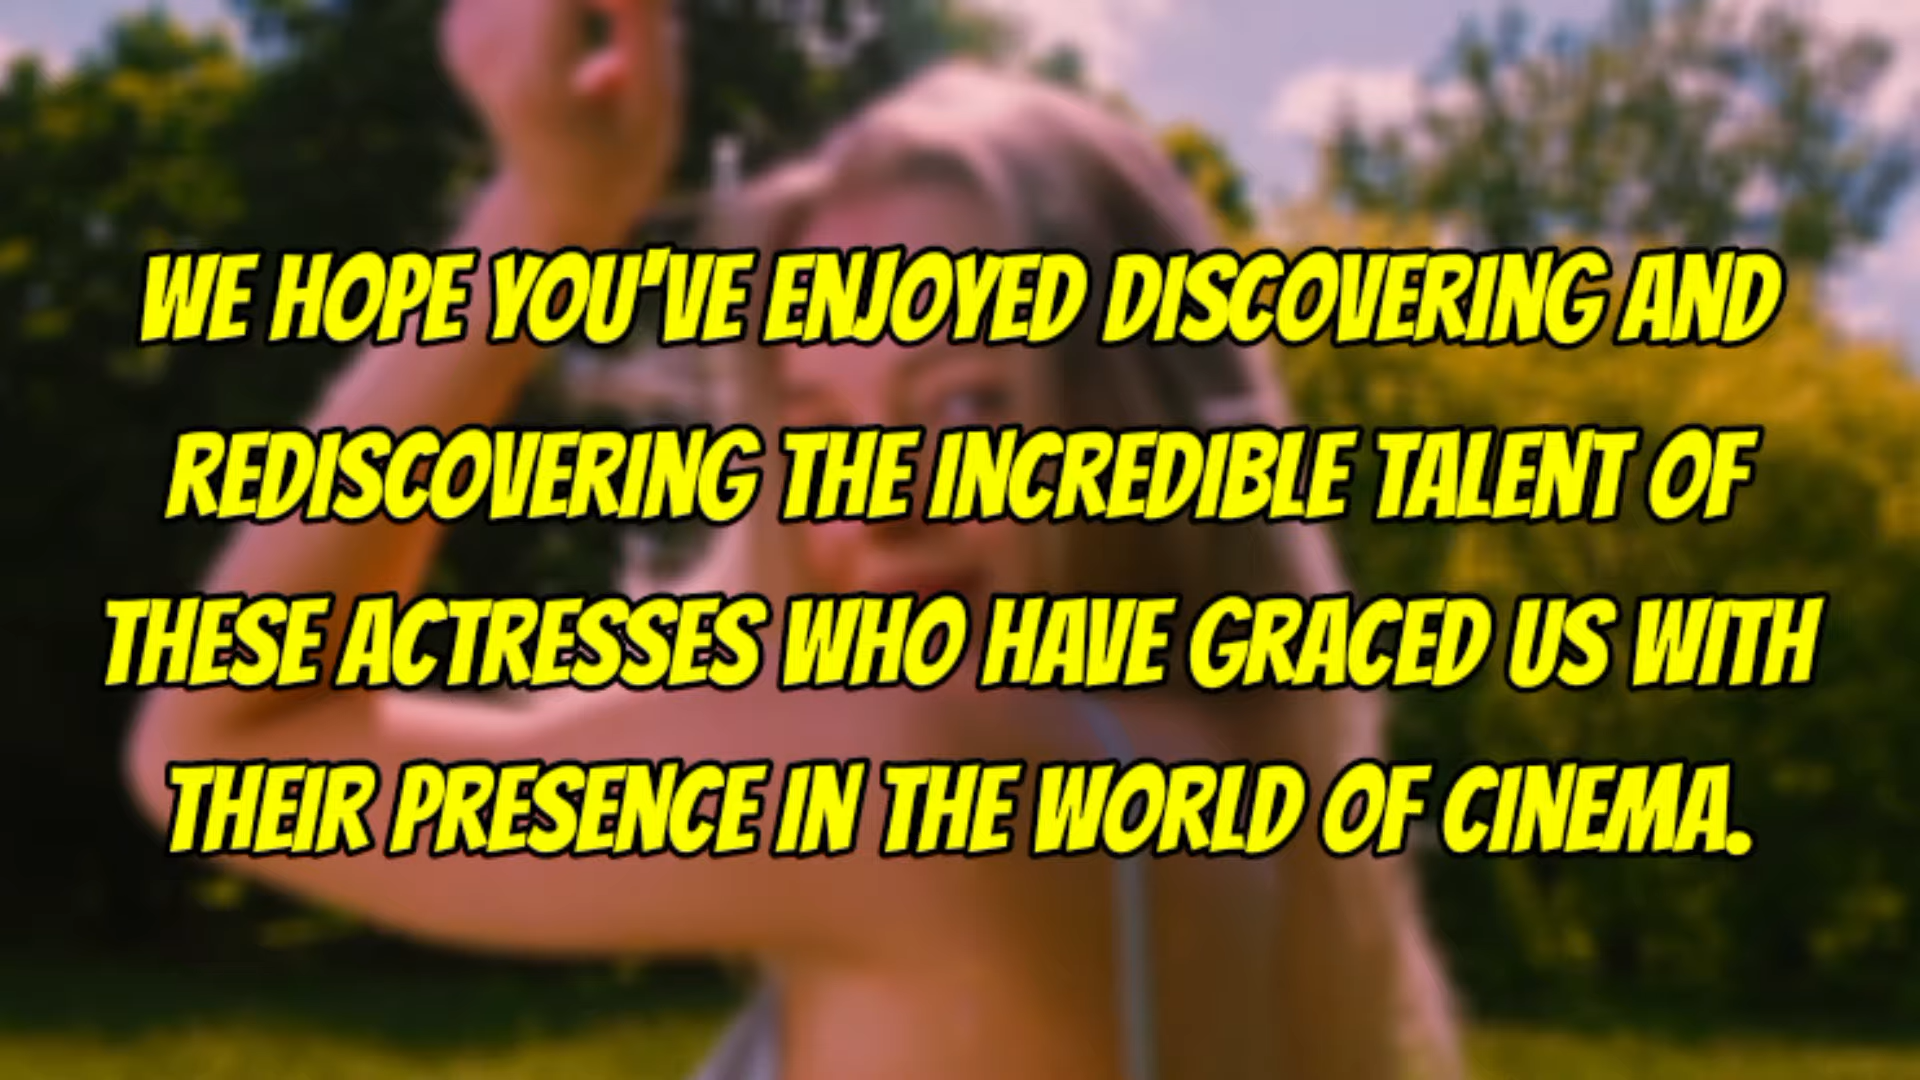 WE HOPE YOU'VE ENJOYED DISCOVERING AND
REDISCOVERING THE INCREDIBLE TALENT OF
THESE ACTRESSES WHO HAVE GRACED US WITH
THEIR PRESENCE IN THE WORLD OF CINEMA.